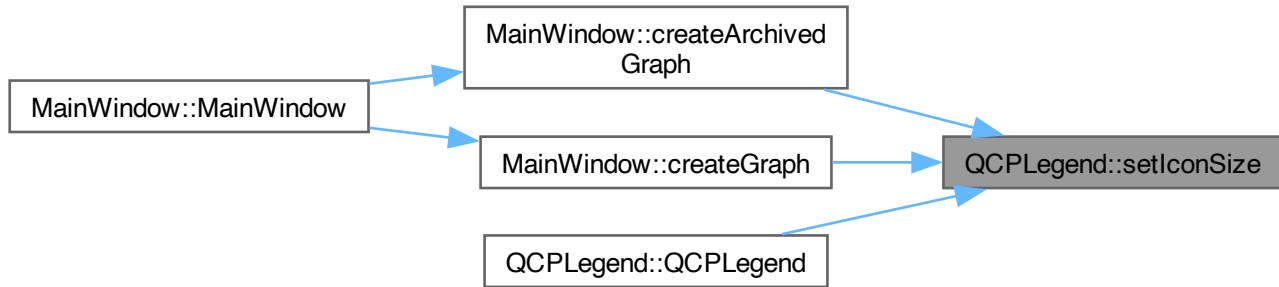 MainWindow::createArchived
Graph
MainWindow::MainWindow
MainWindow::createGraph
QCPLegend::setIconSize
QCPLegend::QCPLegend